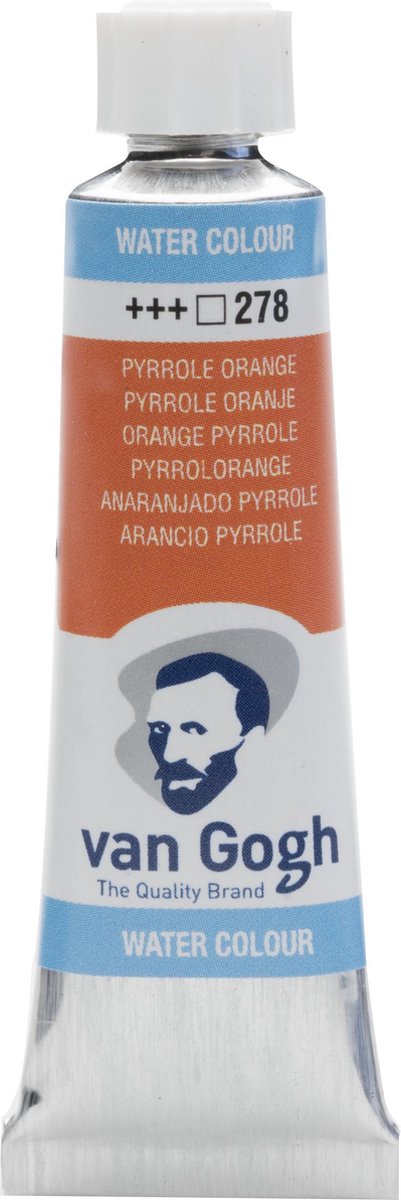 WATER COLOUR
+++ □ 278
PYRROLE ORANGE
PYRROLE ORANJE
ORANGE PYRROLE
PYRROLORANGE
ANARANJADO PYRROLE
ARANCIO PYRROLE
van Gogh
The Quality Brand
WATER COLOUR